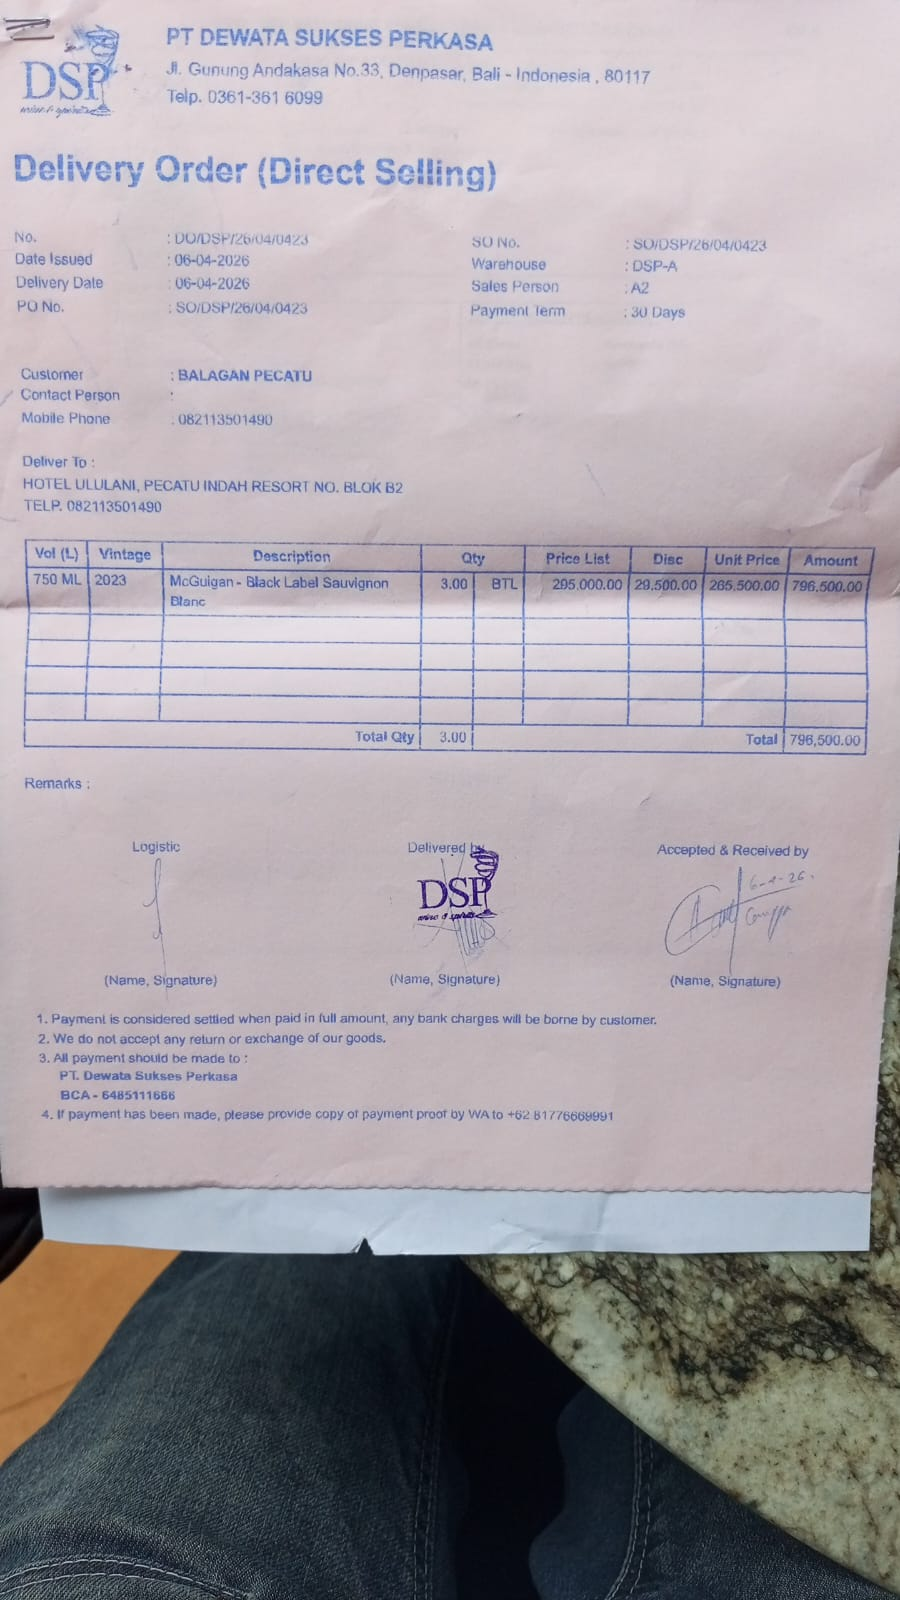 DSP
wine & spirits
PT DEWATA SUKSES PERKASA
Jl. Gunung Andakasa No.33, Denpasar, Bali - Indonesia , 80117
Telp. 0361-361 6099
Delivery Order (Direct Selling)
No. : DO/DSP/26/04/0423 SO No. : SO/DSP/26/04/0423
Date Issued : 06-04-2026 Warehouse : DSP-A
Delivery Date : 06-04-2026 Sales Person : A2
PO No. : SO/DSP/26/04/0423 Payment Term : 30 Days
Customer : BALAGAN PECATU
Contact Person :
Mobile Phone : 082113501490
Deliver To :
HOTEL ULULANI, PECATU INDAH RESORT NO. BLOK B2
TELP. 082113501490
Vol (L) Vintage Description Qty Price List Disc Unit Price Amount
750 ML 2023 McGuigan - Black Label Sauvignon 3.00 BTL 295.000.00 29.500.00 265,500.00 796,500.00
Blanc
Total Qty 3.00 Total 796,500.00
Remarks :
Logistic Delivered by Accepted & Received by
DSP
wine & spirits
6-4-26.
(Name, Signature) (Name, Signature) (Name, Signature)
1. Payment is considered settled when paid in full amount, any bank charges will be borne by customer.
2. We do not accept any return or exchange of our goods.
3. All payment should be made to :
PT. Dewata Sukses Perkasa
BCA - 6485111666
4. If payment has been made, please provide copy of payment proof by WA to +62 81776669991